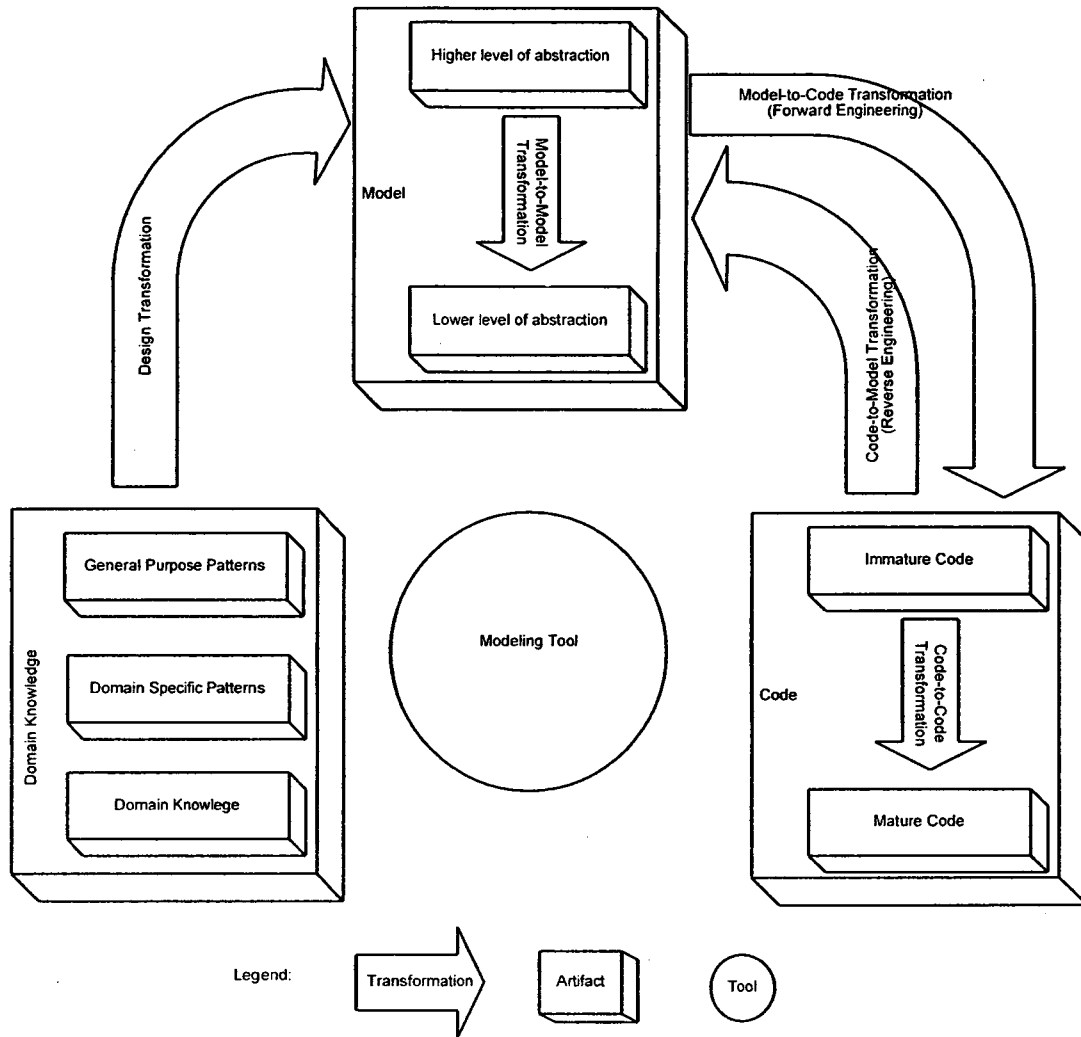 Higher level of abstraction
Model-to-Model
Transformation
Model
Lower level of abstraction
Design Transformation
Model-to-Code Transformation
(Forward Engineering)
Code-to-Model Transformation
(Reverse Engineering)
General Purpose Patterns
Domain Specific Patterns
Domain Knowlege
Domain Knowledge
Modeling Tool
Immature Code
Code-to-Code
Transformation
Code
Mature Code
Legend:
Transformation
Artifact
Tool